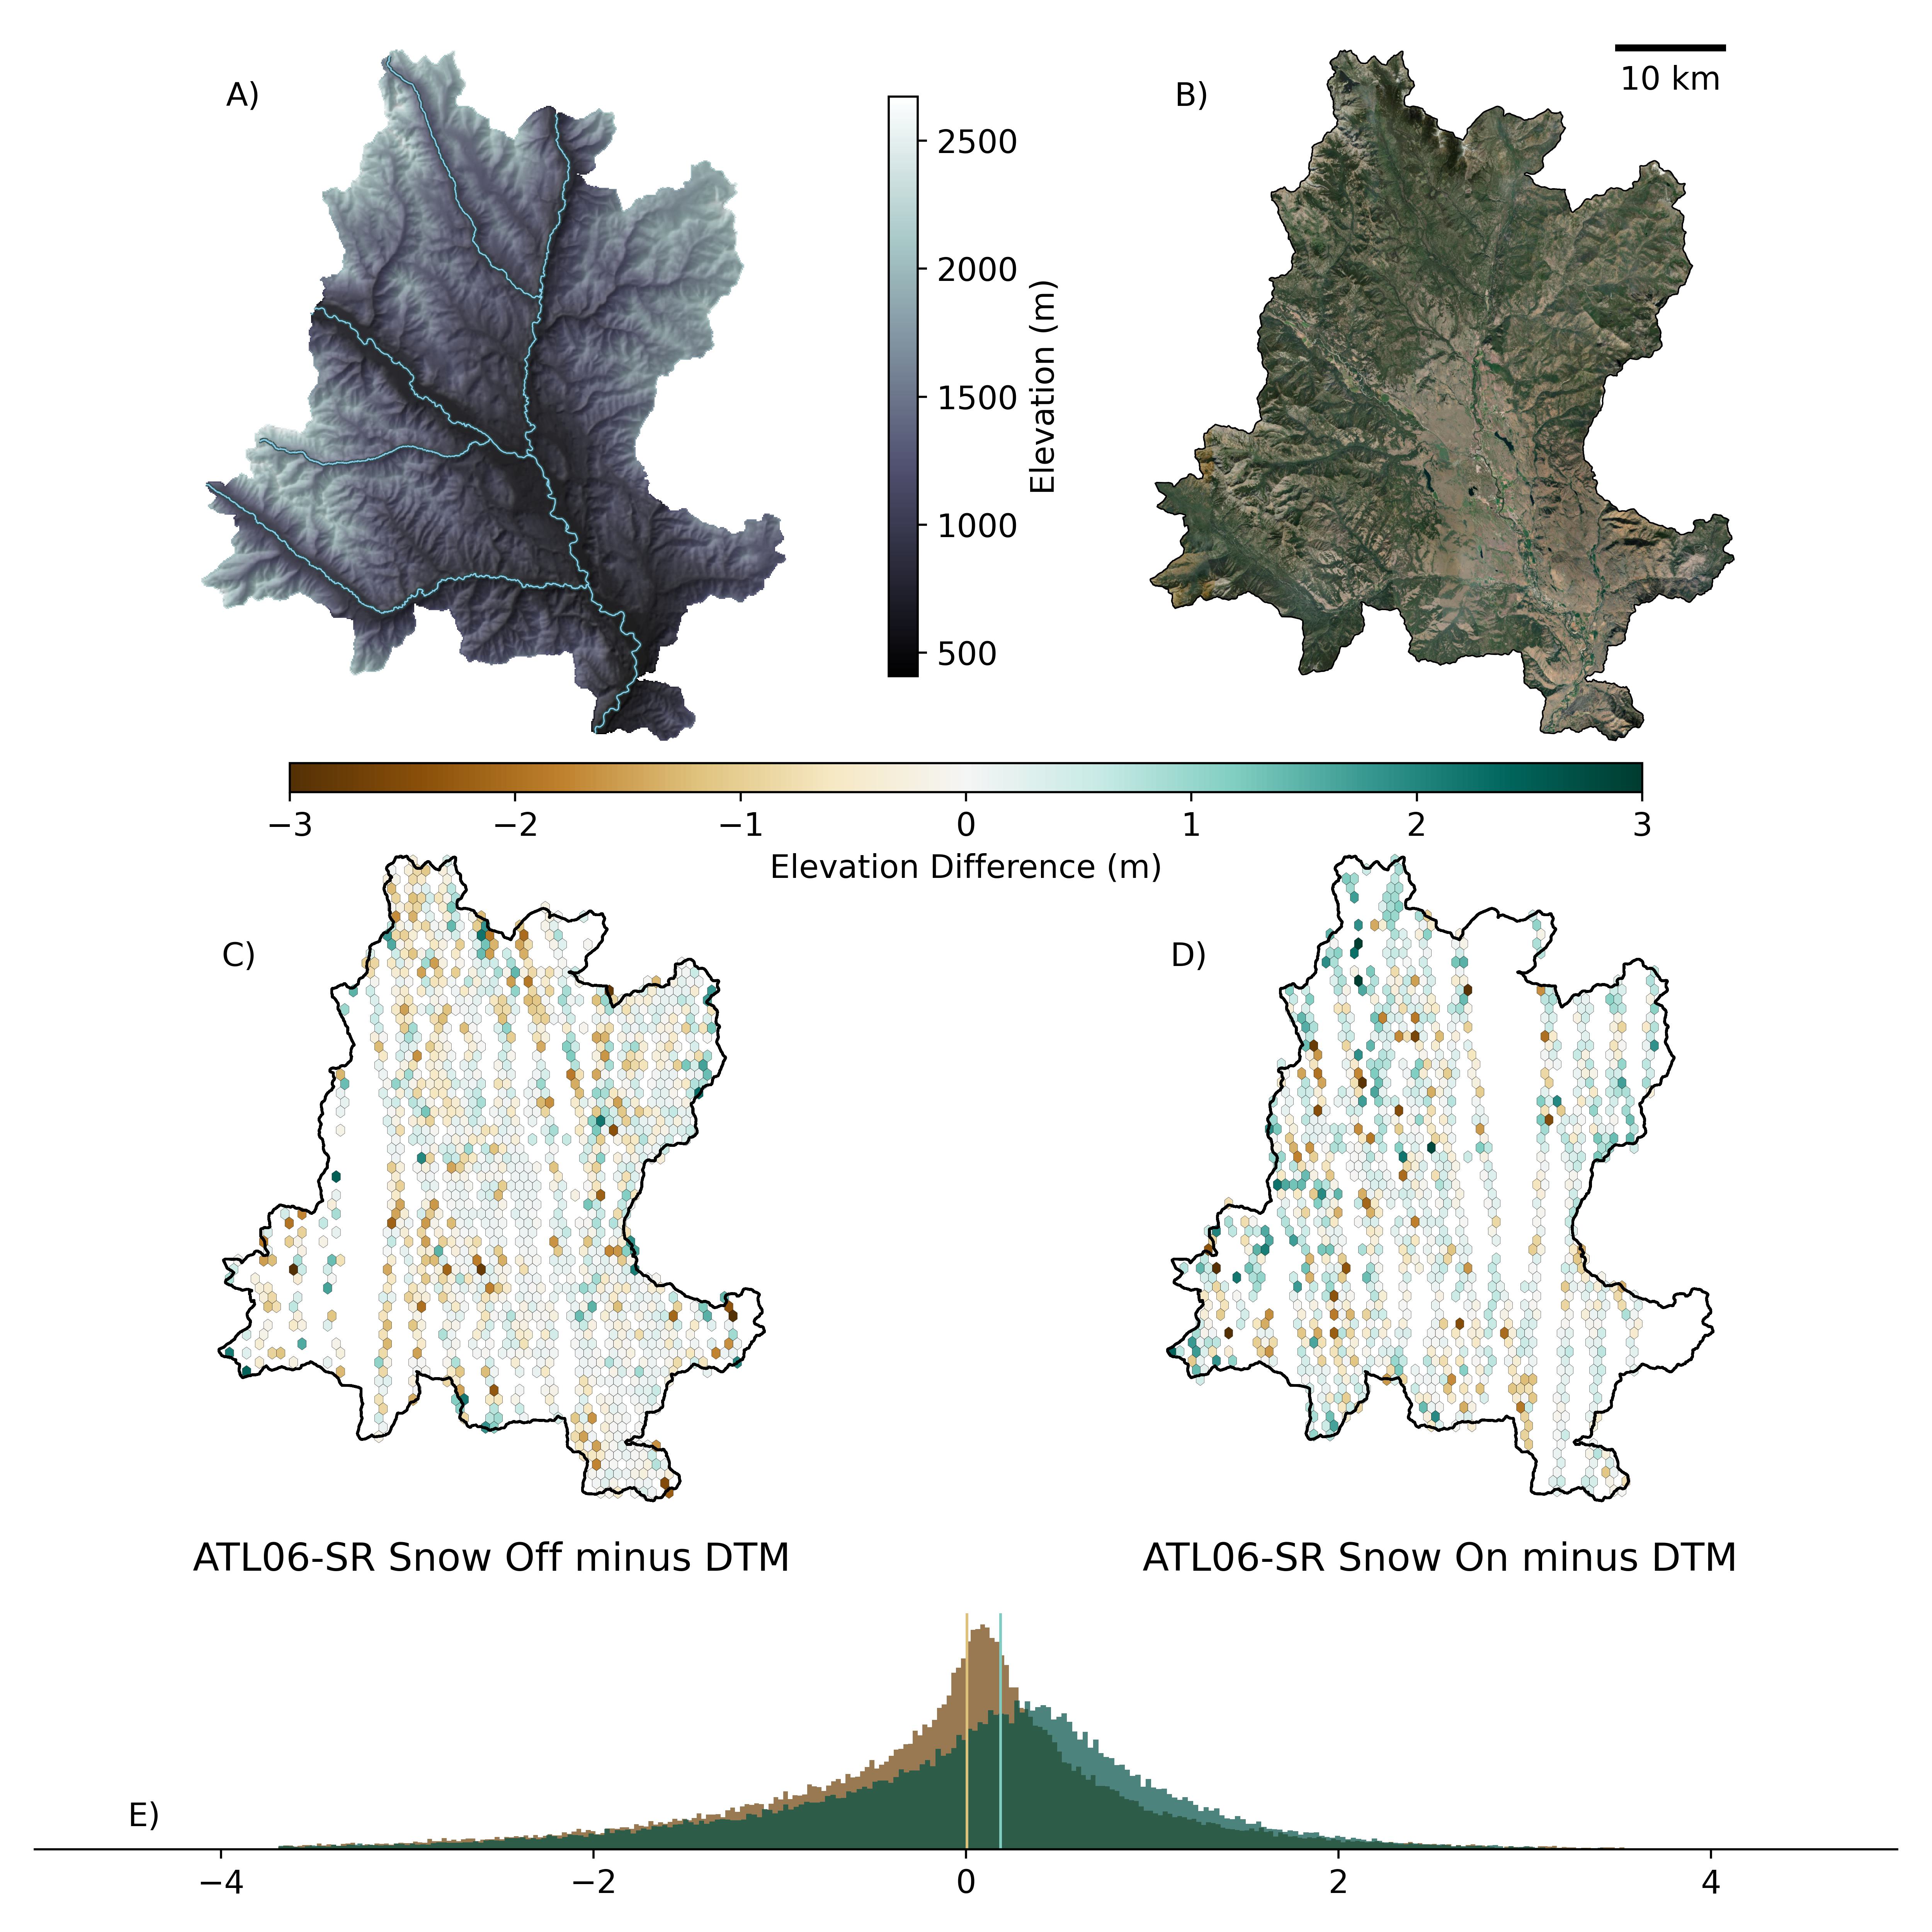 A)
2500
2000
1500
1000
500
Elevation (m)
B)
10 km
−3 −2 −1 0 1 2 3
Elevation Difference (m)
C)
D)
ATL06-SR Snow Off minus DTM
ATL06-SR Snow On minus DTM
E)
−4 −2 0 2 4